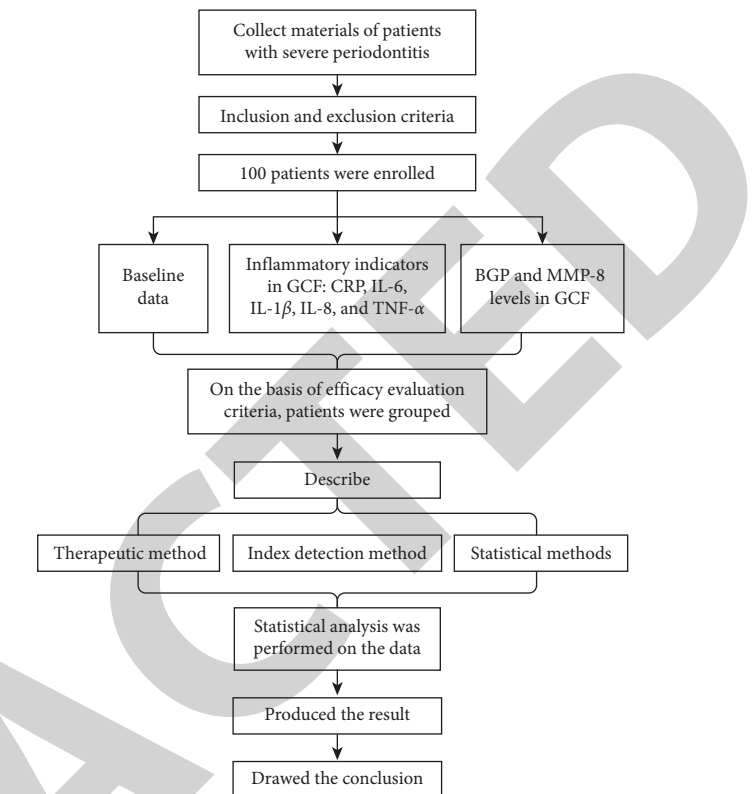 Collect materials of patients
with severe periodontitis
Inclusion and exclusion criteria
100 patients were enrolled
Baseline
data
Inflammatory indicators
in GCF: CRP, IL-6,
IL-1β, IL-8, and TNF-α
BGP and MMP-8
levels in GCF
On the basis of efficacy evaluation
criteria, patients were grouped
Describe
Therapeutic method
Index detection method
Statistical methods
Statistical analysis was
performed on the data
Produced the result
Drawed the conclusion
ACTED